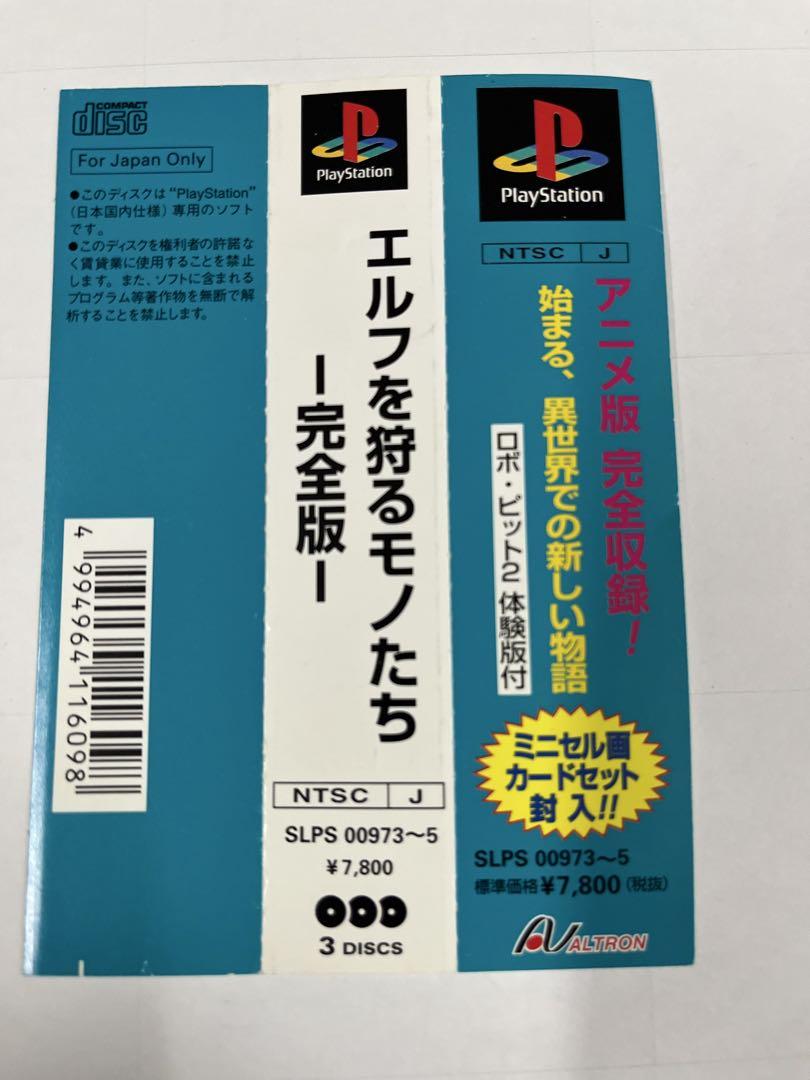 COMPACT
disc
For Japan Only
●このディスクは“PlayStation”
(日本国内仕様)専用のソフト
です。
●このディスクを権利者の許諾な
く賃貸業に使用することを禁止
します。また、ソフトに含まれる
プログラム等著作物を無断で解
析することを禁止します。
4994964116098
PlayStation
エルフを狩るモノたち
ー完全版ー
NTSC J
SLPS 00973〜5
¥7,800
3 DISCS
PlayStation
NTSC J
アニメ版 完全収録!
始まる、異世界での新しい物語
ロボ・ピット2 体験版付
ミニセル画
カードセット
封入!!
SLPS 00973〜5
標準価格¥7,800(税抜)
ALTRON